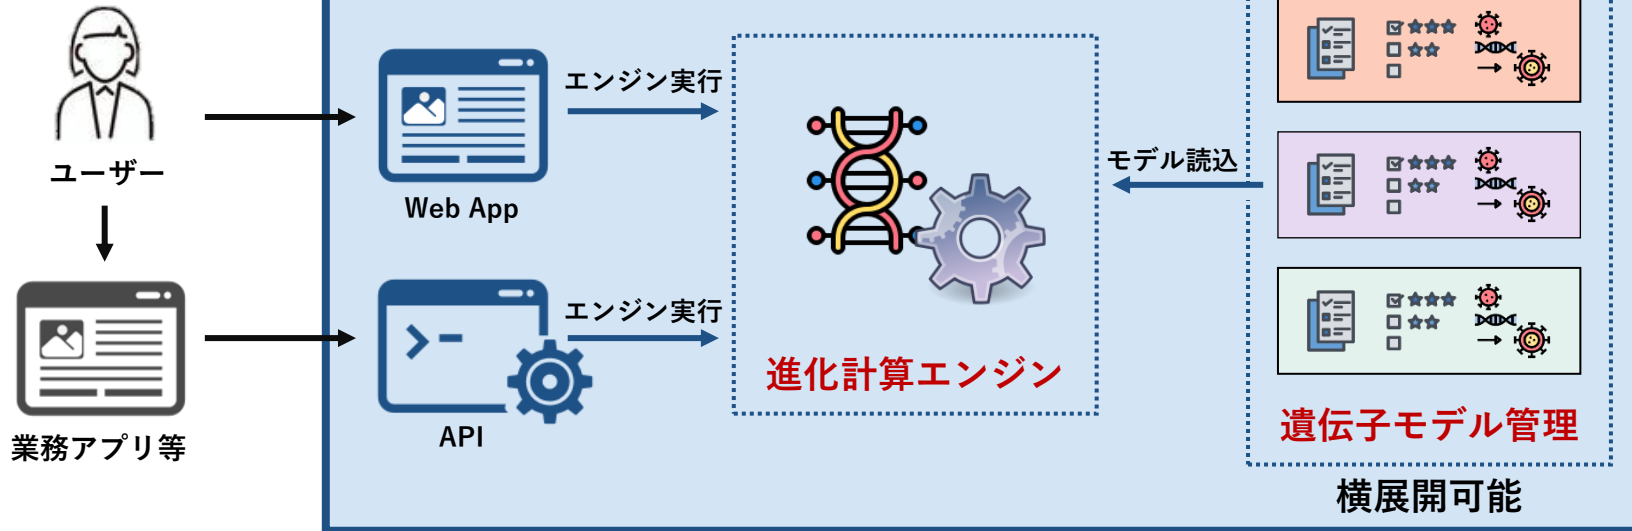 ユーザー
業務アプリ等
Web App
エンジン実行
API
エンジン実行
進化計算エンジン
モデル読込
遺伝子モデル管理
横展開可能